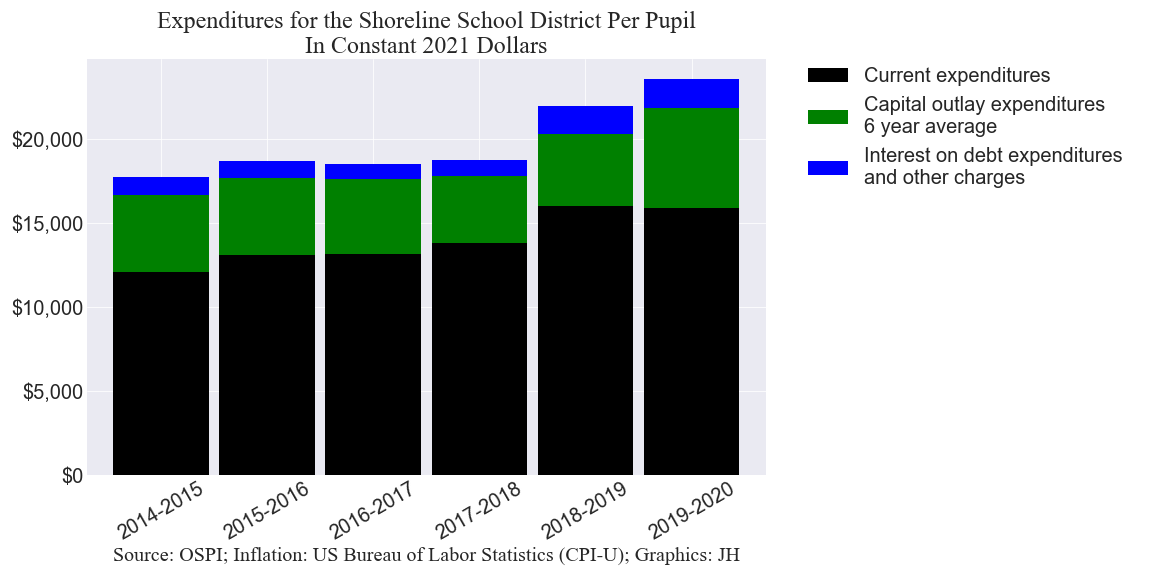 Expenditures for the Shoreline School District Per Pupil
In Constant 2021 Dollars
Current expenditures
Capital outlay expenditures
6 year average
Interest on debt expenditures
and other charges
$20,000
$15,000
$10,000
$5,000
$0
2014-2015
2015-2016
2016-2017
2017-2018
2018-2019
2019-2020
Source: OSPI; Inflation: US Bureau of Labor Statistics (CPI-U); Graphics: JH